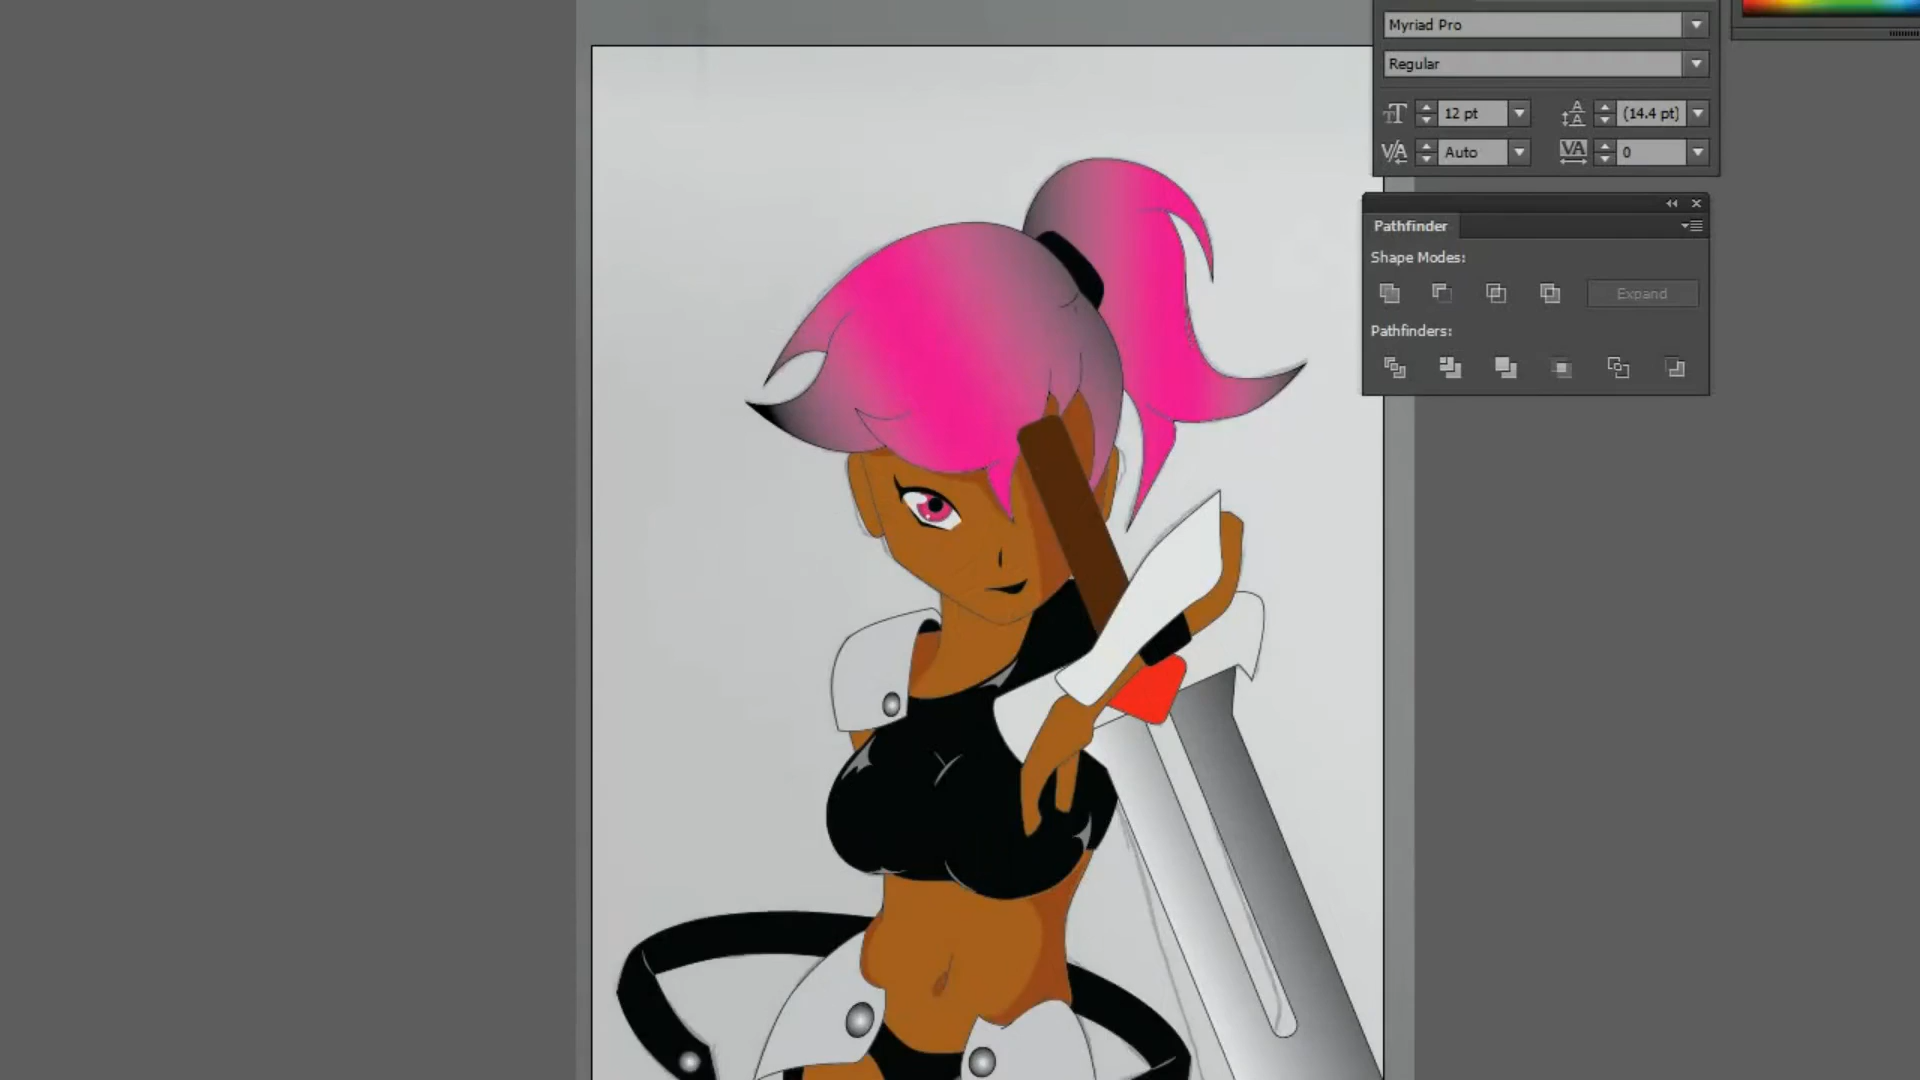 Myriad Pro
Regular
12 pt
(14.4 pt)
Auto
0
Pathfinder
Shape Modes:
Expand
Pathfinders: